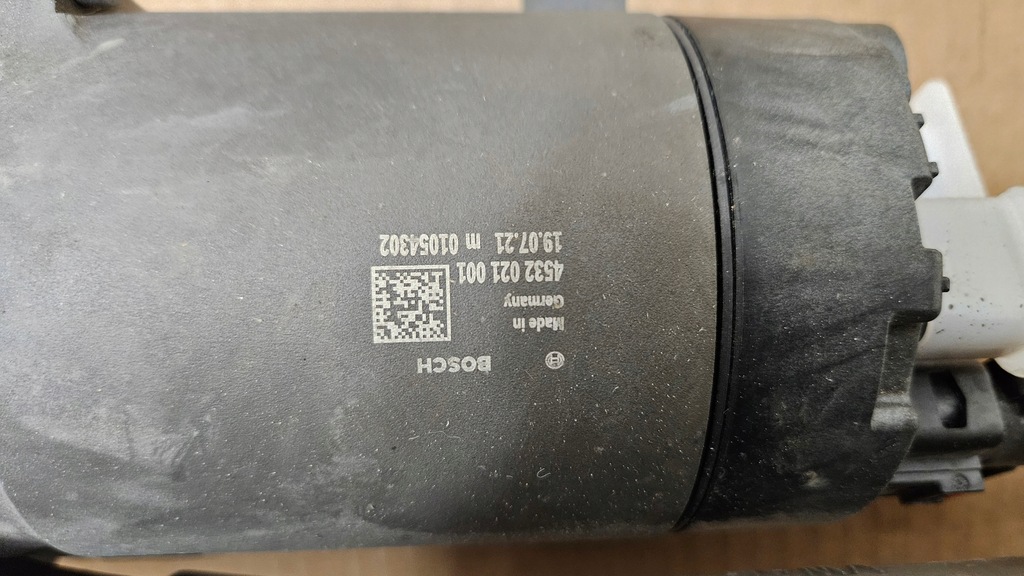 BOSCH
Made in
Germany
4532 021 001
19.07.21 m 01054302